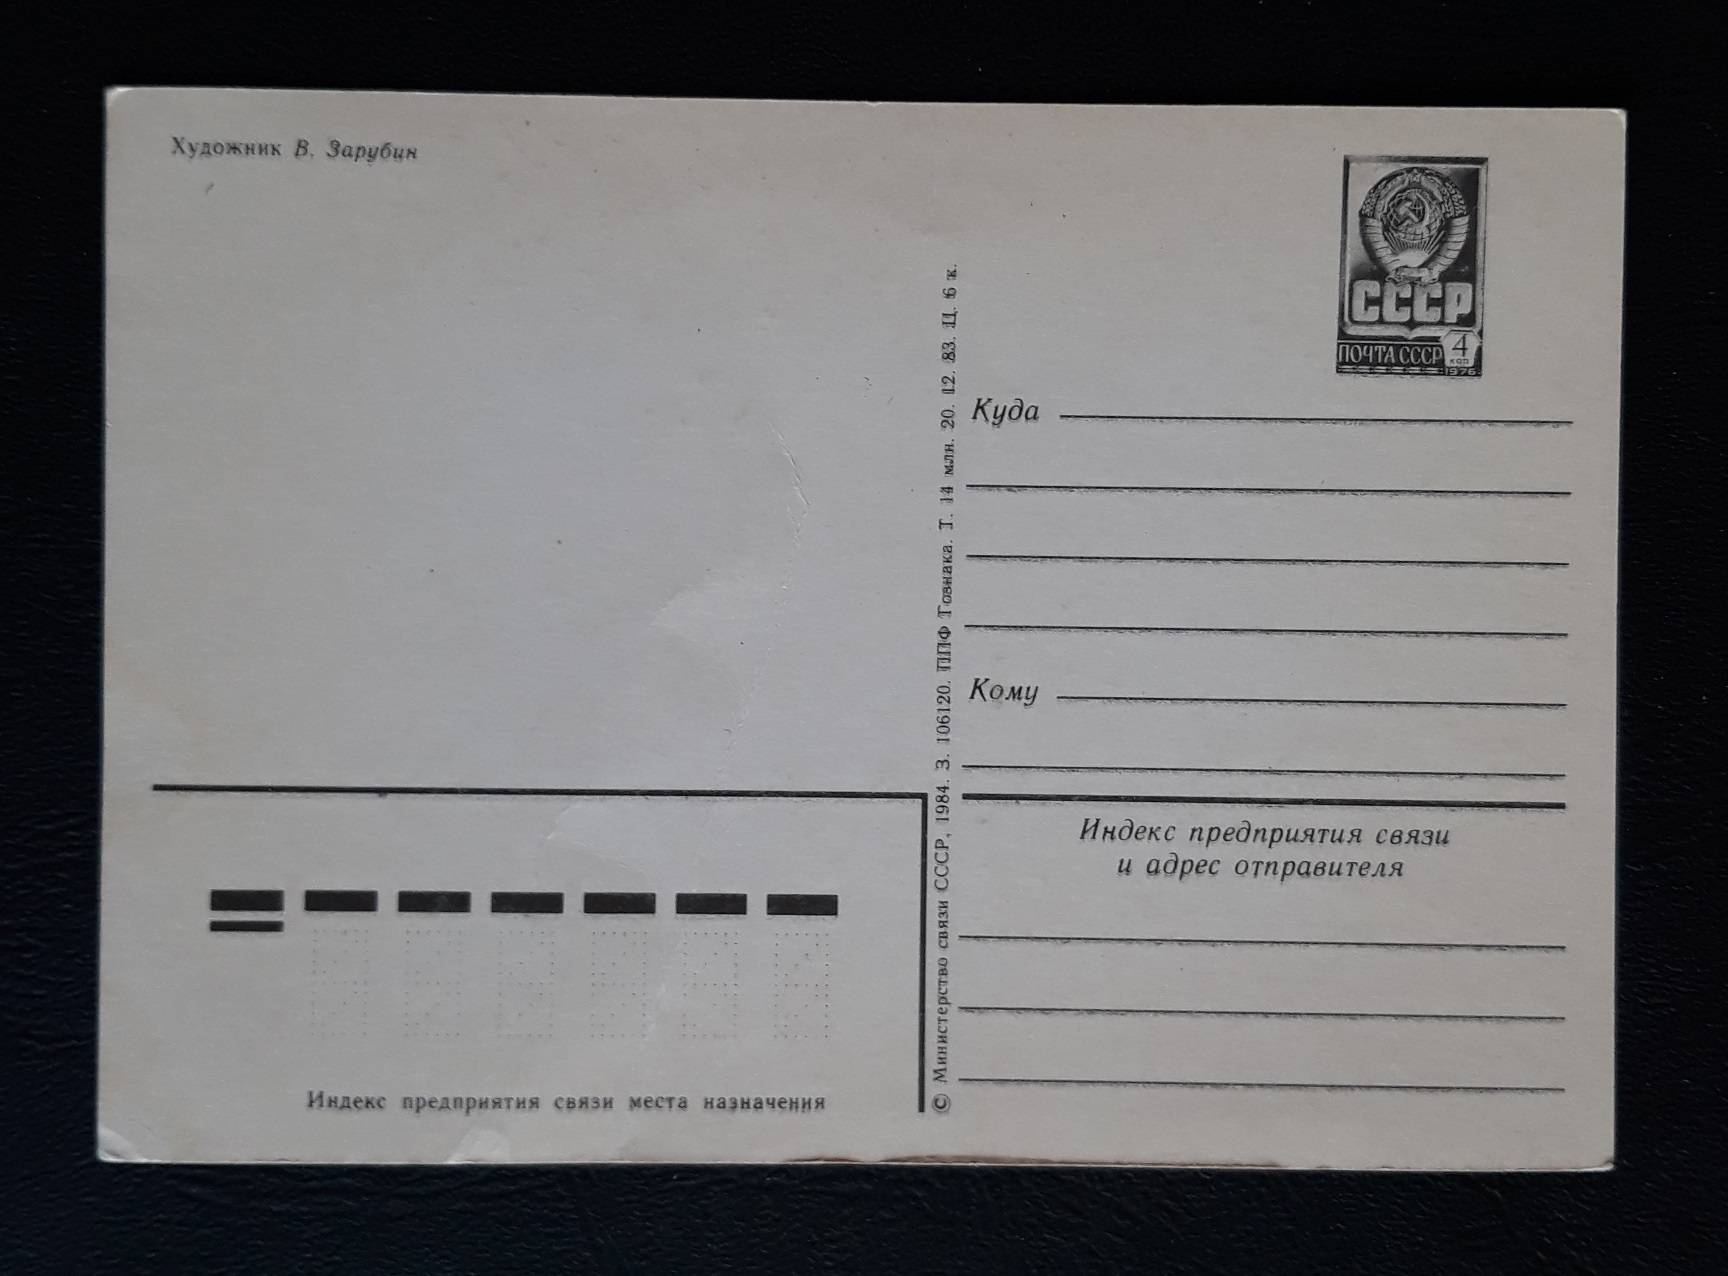 Художник В. Зарубин
СССР
ПОЧТА СССР 4 КОП
1976
© Министерство связи СССР, 1984. З. 106120. ППФ Гознака. Т. 14 млн. 20. 12. 83. Ц. 6 к.
Куда
Кому
Индекс предприятия связи
и адрес отправителя
Индекс предприятия связи места назначения